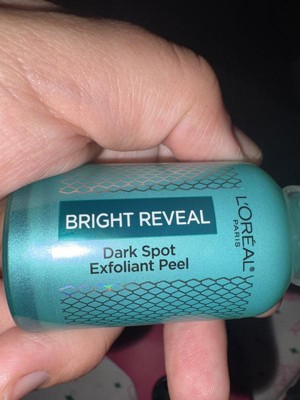 L'ORÉAL
PARIS
BRIGHT REVEAL
Dark Spot
Exfoliant Peel